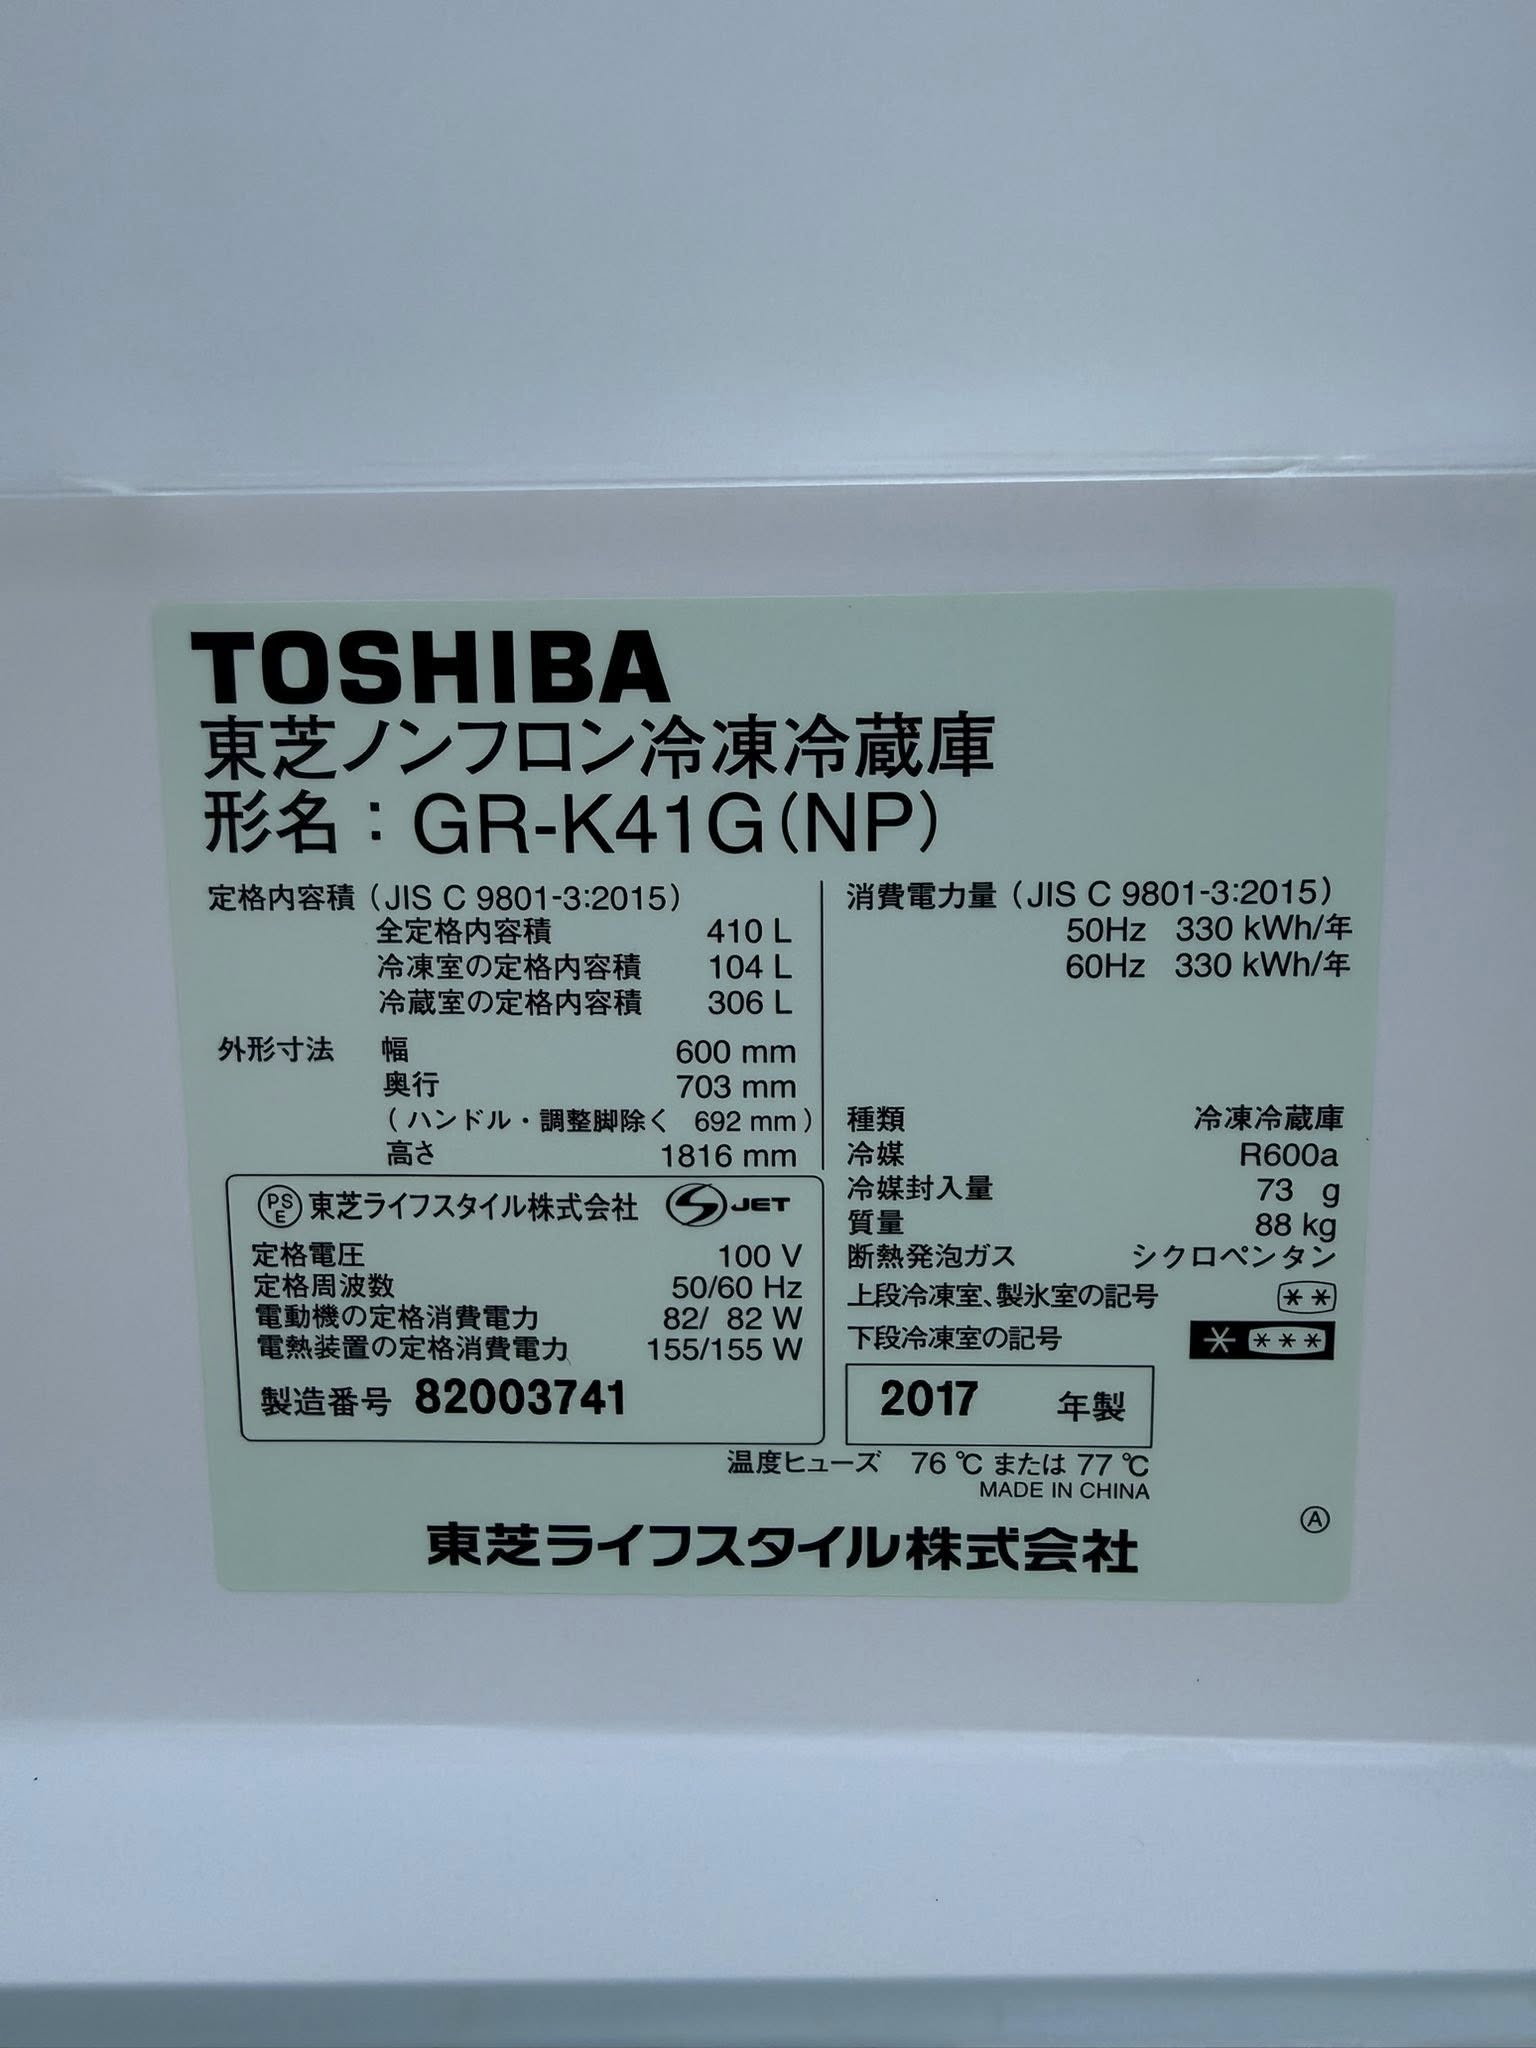 TOSHIBA
東芝ノンフロン冷凍冷蔵庫
形名：GR-K41G(NP)
定格内容積（JIS C 9801-3:2015）
全定格内容積 410 L
冷凍室の定格内容積 104 L
冷蔵室の定格内容積 306 L
外形寸法 幅 600 mm
奥行 703 mm
（ハンドル・調整脚除く 692 mm）
高さ 1816 mm
消費電力量（JIS C 9801-3:2015）
50Hz 330 kWh/年
60Hz 330 kWh/年
種類 冷凍冷蔵庫
冷媒 R600a
冷媒封入量 73 g
質量 88 kg
断熱発泡ガス シクロペンタン
上段冷凍室、製氷室の記号 **
下段冷凍室の記号 * ***
PSE 東芝ライフスタイル株式会社 S JET
定格電圧 100 V
定格周波数 50/60 Hz
電動機の定格消費電力 82/ 82 W
電熱装置の定格消費電力 155/155 W
製造番号 82003741
2017 年製
温度ヒューズ 76 ℃ または 77 ℃
MADE IN CHINA
Ⓐ
東芝ライフスタイル株式会社